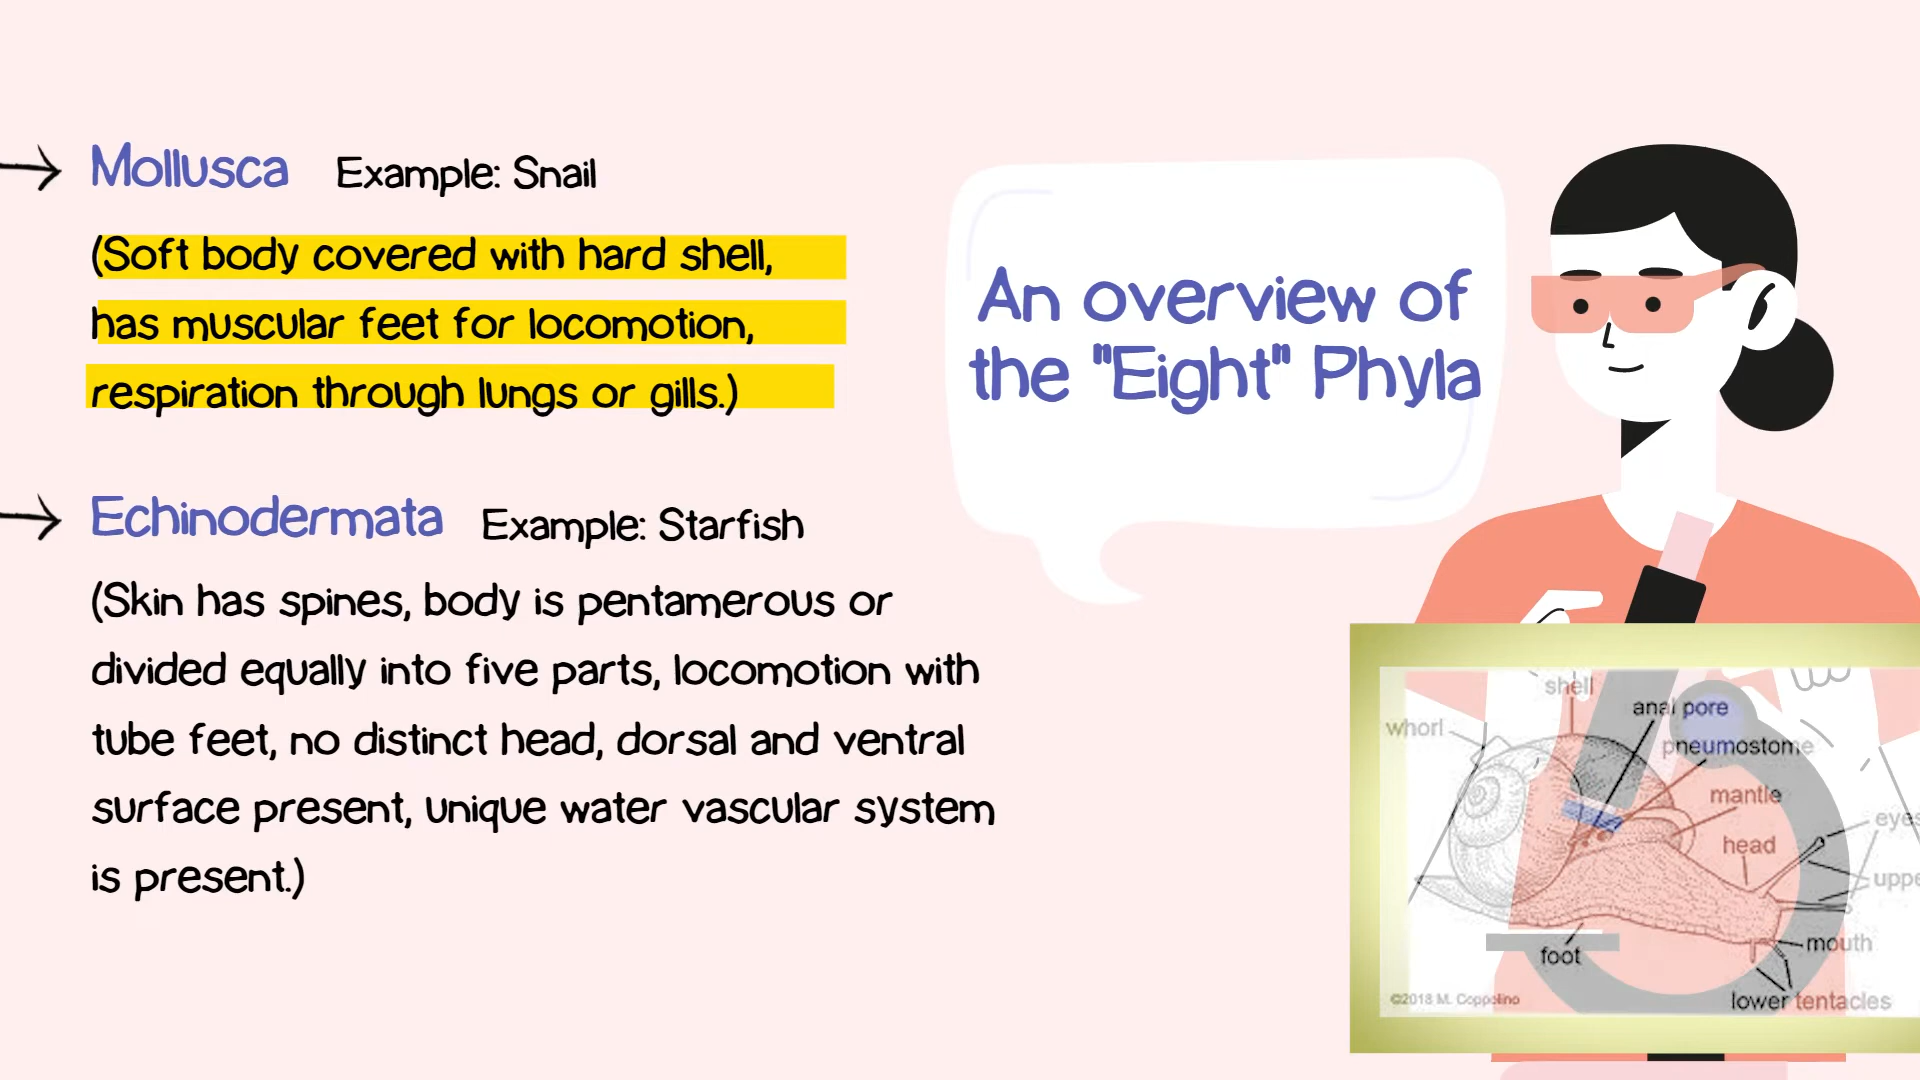 Mollusca Example: Snail
(Soft body covered with hard shell,
has muscular feet for locomotion,
respiration through lungs or gills.)
Echinodermata Example: Starfish
(Skin has spines, body is pentamerous or
divided equally into five parts, locomotion with
tube feet, no distinct head, dorsal and ventral
surface present, unique water vascular system
is present.)
An overview of
the "Eight" Phyla
shell
anal pore
whorl
pneumostome
mantle
eyes
head
uppe
mouth
foot
lower tentacles
©2018 M. Coppolino